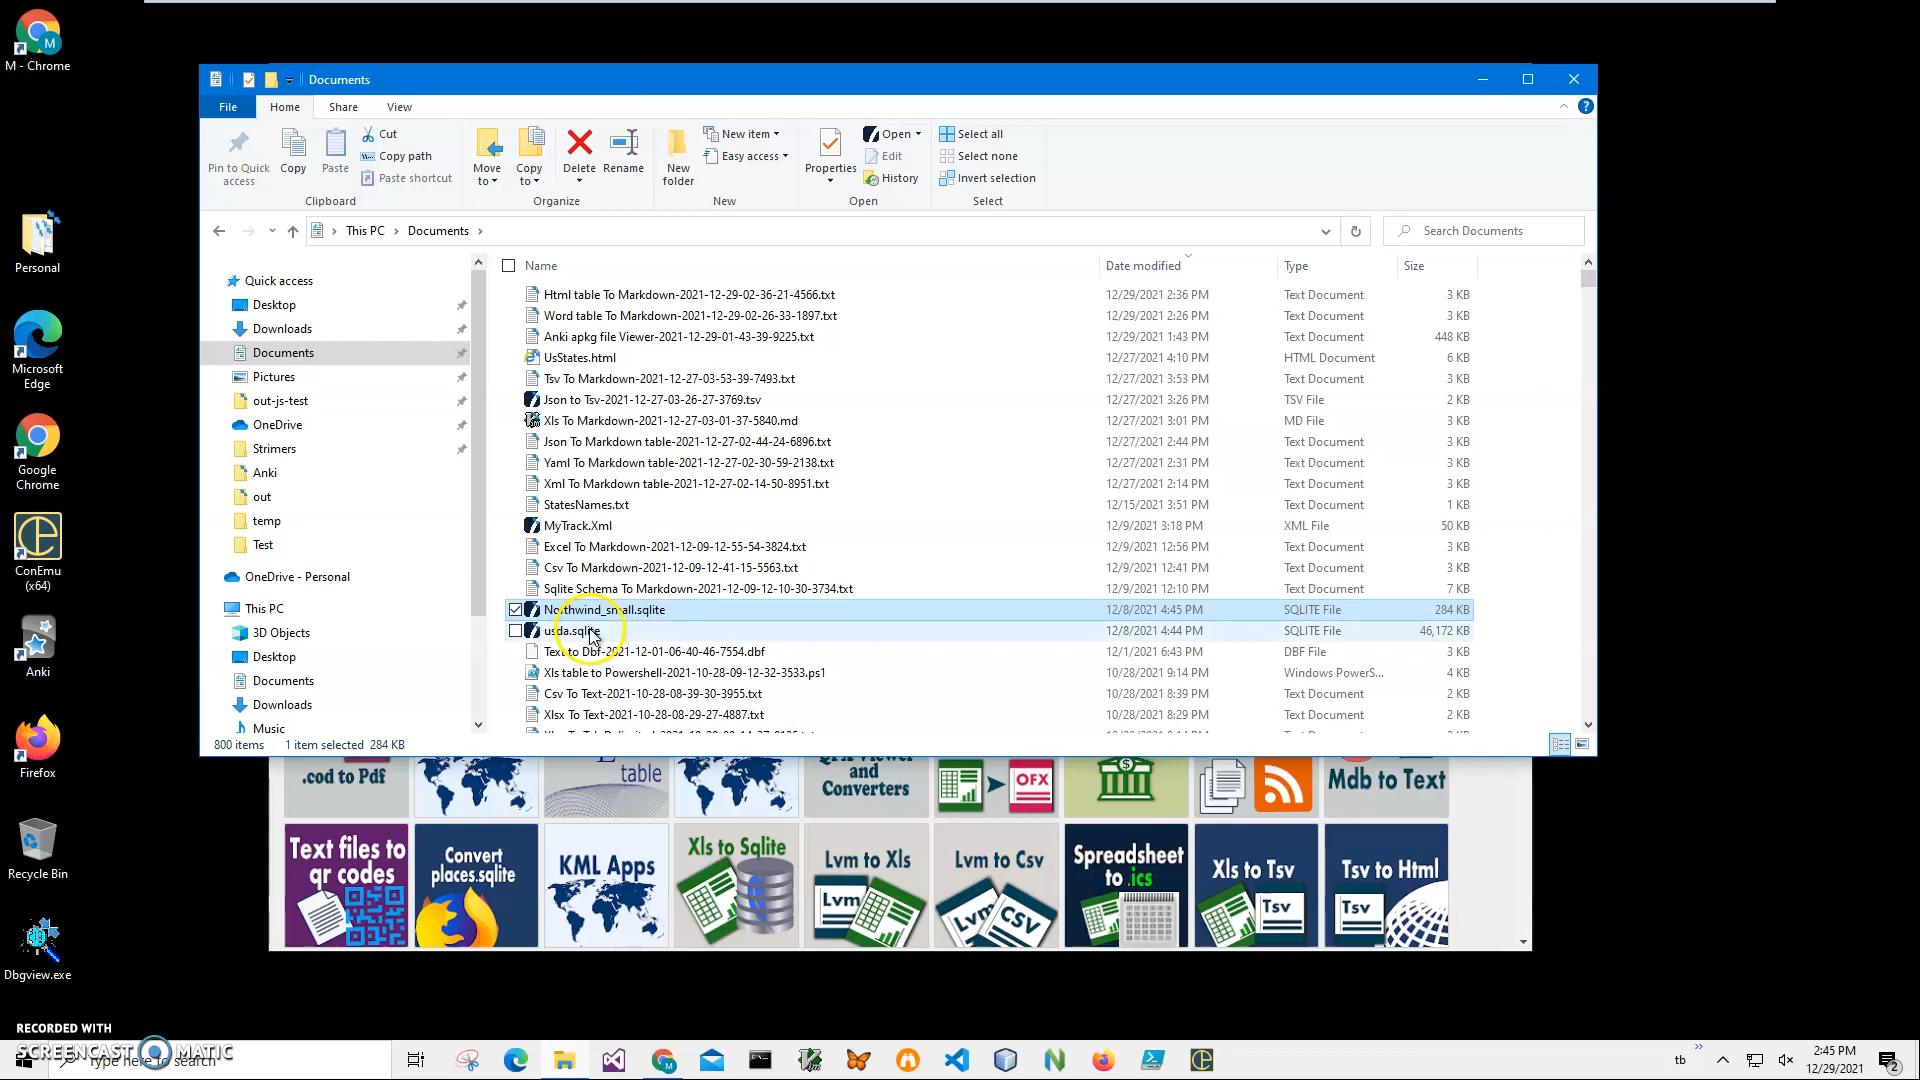 M - Chrome
Personal
Microsoft
Edge
Google
Chrome
ConEmu
(x64)
Anki
Firefox
Recycle Bin
Dbgview.exe
Documents
File
Home
Share
View
Pin to Quick
access
Copy
Paste
Cut
Copy path
Paste shortcut
Clipboard
Move
to
Copy
to
Delete
Rename
Organize
New
folder
New item
Easy access
New
Properties
Open
Edit
History
Open
Select all
Select none
Invert selection
Select
This PC
Documents
Search Documents
Quick access
Desktop
Downloads
Documents
Pictures
out-js-test
OneDrive
Strimers
Anki
out
temp
Test
OneDrive - Personal
This PC
3D Objects
Desktop
Documents
Downloads
Music
Name Date modified Type Size
Html table To Markdown-2021-12-29-02-36-21-4566.txt 12/29/2021 2:36 PM Text Document 3 KB
Word table To Markdown-2021-12-29-02-26-33-1897.txt 12/29/2021 2:26 PM Text Document 3 KB
Anki apkg file Viewer-2021-12-29-01-43-39-9225.txt 12/29/2021 1:43 PM Text Document 448 KB
UsStates.html 12/27/2021 4:10 PM HTML Document 6 KB
Tsv To Markdown-2021-12-27-03-53-39-7493.txt 12/27/2021 3:53 PM Text Document 3 KB
Json to Tsv-2021-12-27-03-26-27-3769.tsv 12/27/2021 3:26 PM TSV File 2 KB
Xls To Markdown-2021-12-27-03-01-37-5840.md 12/27/2021 3:01 PM MD File 3 KB
Json To Markdown table-2021-12-27-02-44-24-6896.txt 12/27/2021 2:44 PM Text Document 3 KB
Yaml To Markdown table-2021-12-27-02-30-59-2138.txt 12/27/2021 2:31 PM Text Document 3 KB
Xml To Markdown table-2021-12-27-02-14-50-8951.txt 12/27/2021 2:14 PM Text Document 3 KB
StatesNames.txt 12/15/2021 3:51 PM Text Document 1 KB
MyTrack.Xml 12/9/2021 3:18 PM XML File 50 KB
Excel To Markdown-2021-12-09-12-55-54-3824.txt 12/9/2021 12:56 PM Text Document 3 KB
Csv To Markdown-2021-12-09-12-41-15-5563.txt 12/9/2021 12:41 PM Text Document 3 KB
Sqlite Schema To Markdown-2021-12-09-12-10-30-3734.txt 12/9/2021 12:10 PM Text Document 7 KB
Northwind_small.sqlite 12/8/2021 4:45 PM SQLITE File 284 KB
usda.sqlite 12/8/2021 4:44 PM SQLITE File 46,172 KB
Text to Dbf-2021-12-01-06-40-46-7554.dbf 12/1/2021 6:43 PM DBF File 3 KB
Xls table to Powershell-2021-10-28-09-12-32-3533.ps1 10/28/2021 9:14 PM Windows PowerS... 4 KB
Csv To Text-2021-10-28-08-39-30-3955.txt 10/28/2021 8:39 PM Text Document 2 KB
Xlsx To Text-2021-10-28-08-29-27-4887.txt 10/28/2021 8:29 PM Text Document 2 KB
800 items 1 item selected 284 KB
.cod to Pdf
table
and
Converters
OFX
Mdb to Text
Text files to
qr codes
Convert
places.sqlite
KML Apps
Xls to Sqlite
Lvm to Xls
Lvm
Lvm to Csv
Lvm
CSV
Spreadsheet
to .ics
Xls to Tsv
Tsv
Tsv to Html
Tsv
RECORDED WITH
SCREENCAST MATIC
Type here to search
tb
2:45 PM
12/29/2021
2